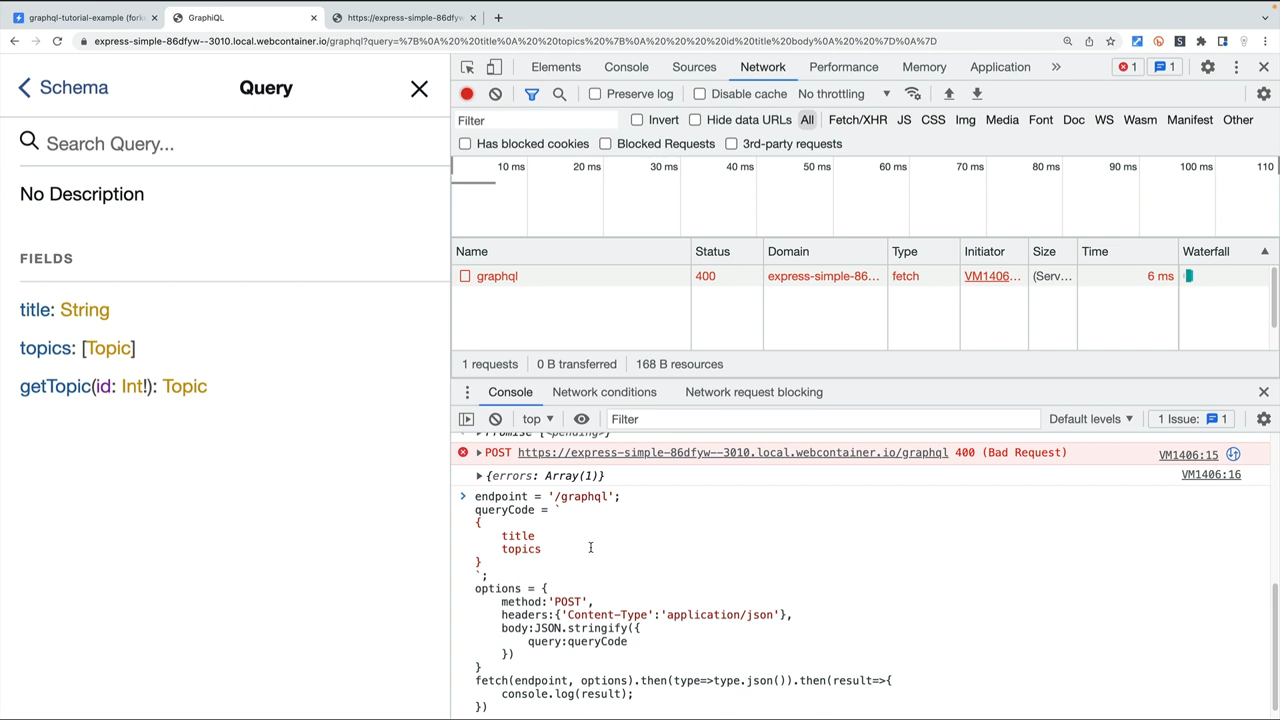 graphql-tutorial-example (fork
GraphiQL
https://express-simple-86dfyw--
express-simple-86dfyw--3010.local.webcontainer.io/graphql?query=%7B%0A%20%20title%0A%20%20topics%20%7B%0A%20%20%20%20id%20title%20body%0A%20%20%7D%0A%7D
Schema
Query
Search Query...
No Description
FIELDS
title: String
topics: [Topic]
getTopic(id: Int!): Topic
Elements Console Sources Network Performance Memory Application » 1 1
Preserve log Disable cache No throttling
Filter Invert Hide data URLs All Fetch/XHR JS CSS Img Media Font Doc WS Wasm Manifest Other
Has blocked cookies Blocked Requests 3rd-party requests
10 ms 20 ms 30 ms 40 ms 50 ms 60 ms 70 ms 80 ms 90 ms 100 ms 110
Name Status Domain Type Initiator Size Time Waterfall
graphql 400 express-simple-86... fetch VM1406... (Serv... 6 ms
1 requests 0 B transferred 168 B resources
Console Network conditions Network request blocking
top Filter Default levels 1 Issue: 1
Promise {<pending>}
POST https://express-simple-86dfyw--3010.local.webcontainer.io/graphql 400 (Bad Request) VM1406:15
{errors: Array(1)} VM1406:16
endpoint = '/graphql';
queryCode = `
{
title
topics
}
`;
options = {
method:'POST',
headers:{'Content-Type':'application/json'},
body:JSON.stringify({
query:queryCode
})
}
fetch(endpoint, options).then(type=>type.json()).then(result=>{
console.log(result);
})